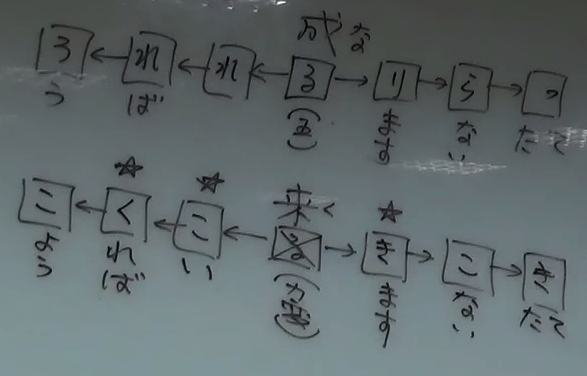 成な
ろ←れ←れ←る→り→ら→っ
う ば (五) ます ない たて
☆ ☆ 来く ☆
こ←く←こ← →き→こ→き
よう れば い (カ変) ます ない たて